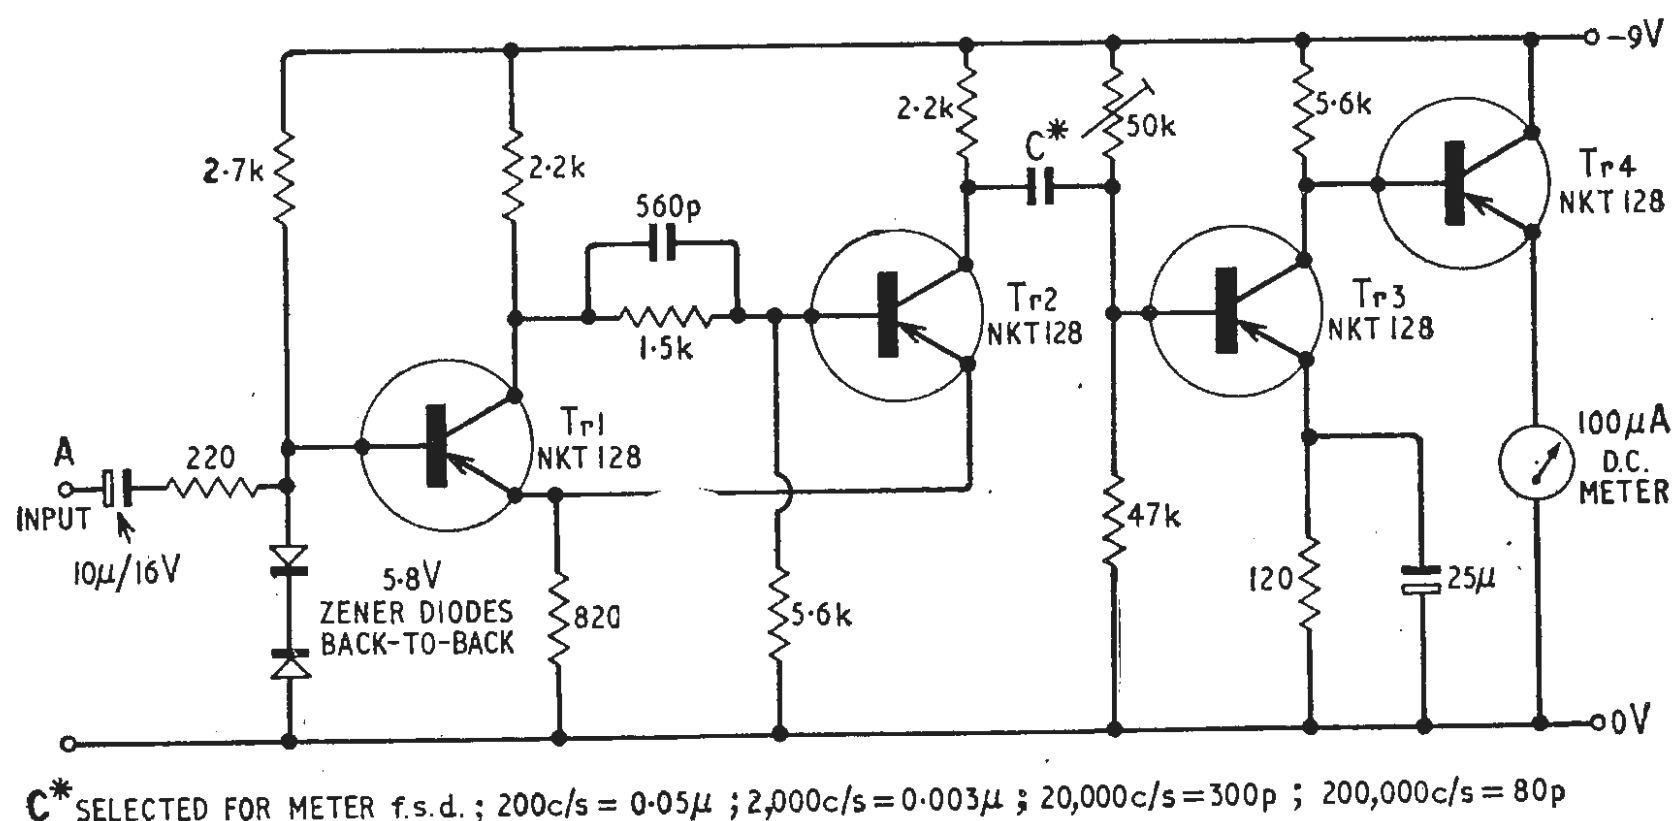 -9V
2.7k
2.2k
560p
1.5k
2.2k
C*
50k
5.6k
Tr4
NKT 128
Tr2
NKT 128
Tr3
NKT 128
A
INPUT
220
10μ/16V
Tr1
NKT 128
5.8V
ZENER DIODES
BACK-TO-BACK
820
5.6k
47k
120
25μ
100μA
D.C.
METER
0V
C* SELECTED FOR METER f.s.d. ; 200c/s = 0.05μ ; 2,000c/s = 0.003μ ; 20,000c/s = 300p ; 200,000c/s = 80p